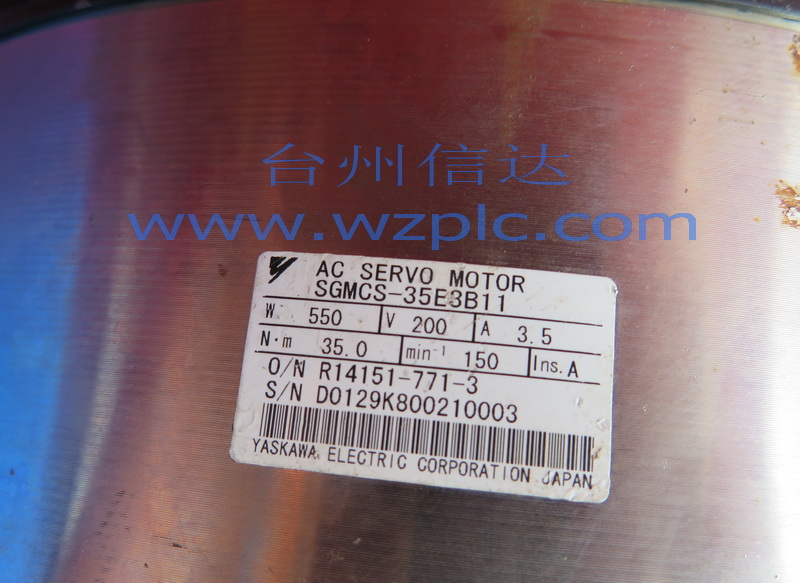 台州信达
www.wzplc.com
AC SERVO MOTOR
SGMCS-35E3B11
W 550 V 200 A 3.5
N·m 35.0 min⁻¹ 150 Ins. A
O/N R14151-771-3
S/N D0129K800210003
YASKAWA ELECTRIC CORPORATION JAPAN